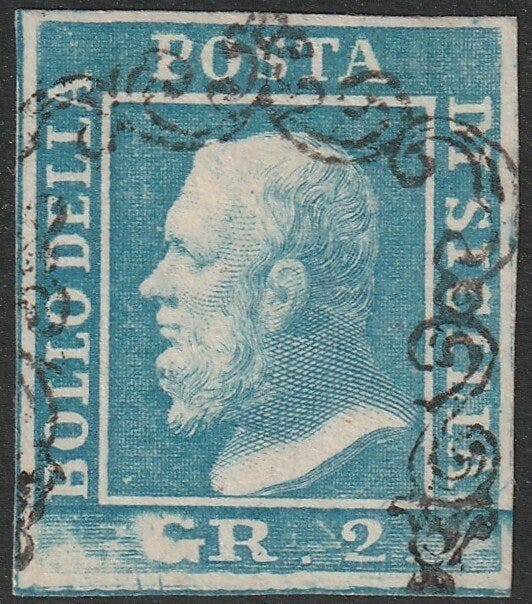 BOLLO DELLA
POSTA
DI SICILIA
GR. 2